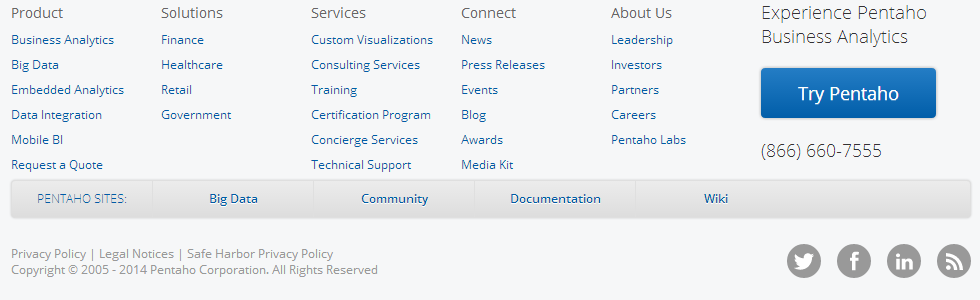 Product
Business Analytics
Big Data
Embedded Analytics
Data Integration
Mobile BI
Request a Quote
Solutions
Finance
Healthcare
Retail
Government
Services
Custom Visualizations
Consulting Services
Training
Certification Program
Concierge Services
Technical Support
Connect
News
Press Releases
Events
Blog
Awards
Media Kit
About Us
Leadership
Investors
Partners
Careers
Pentaho Labs
Experience Pentaho
Business Analytics
Try Pentaho
(866) 660-7555
PENTAHO SITES: Big Data Community Documentation Wiki
Privacy Policy | Legal Notices | Safe Harbor Privacy Policy
Copyright © 2005 - 2014 Pentaho Corporation. All Rights Reserved